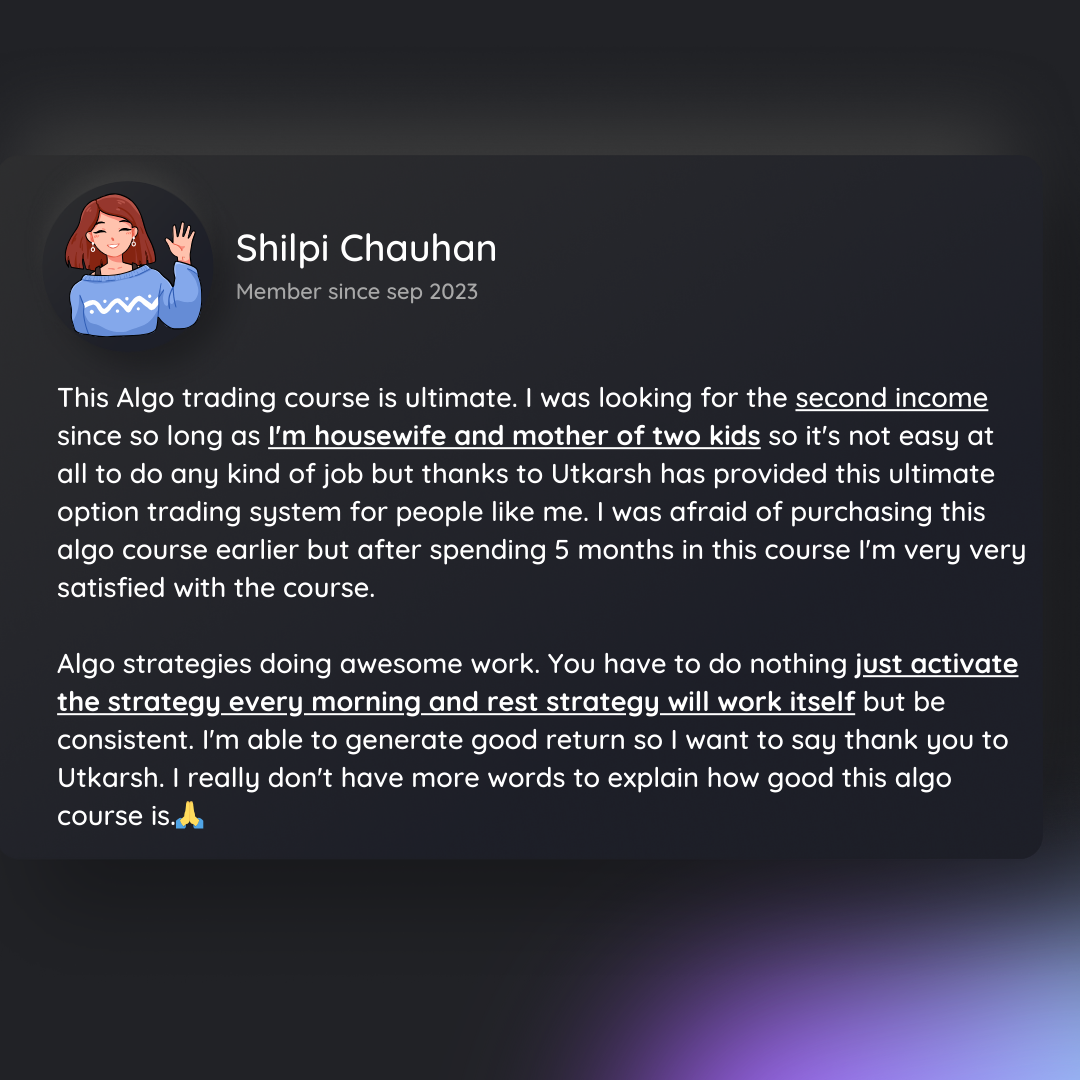 Shilpi Chauhan
Member since sep 2023
This Algo trading course is ultimate. I was looking for the second income
since so long as I'm housewife and mother of two kids so it's not easy at
all to do any kind of job but thanks to Utkarsh has provided this ultimate
option trading system for people like me. I was afraid of purchasing this
algo course earlier but after spending 5 months in this course I'm very very
satisfied with the course.
Algo strategies doing awesome work. You have to do nothing just activate
the strategy every morning and rest strategy will work itself but be
consistent. I'm able to generate good return so I want to say thank you to
Utkarsh. I really don't have more words to explain how good this algo
course is.🙏